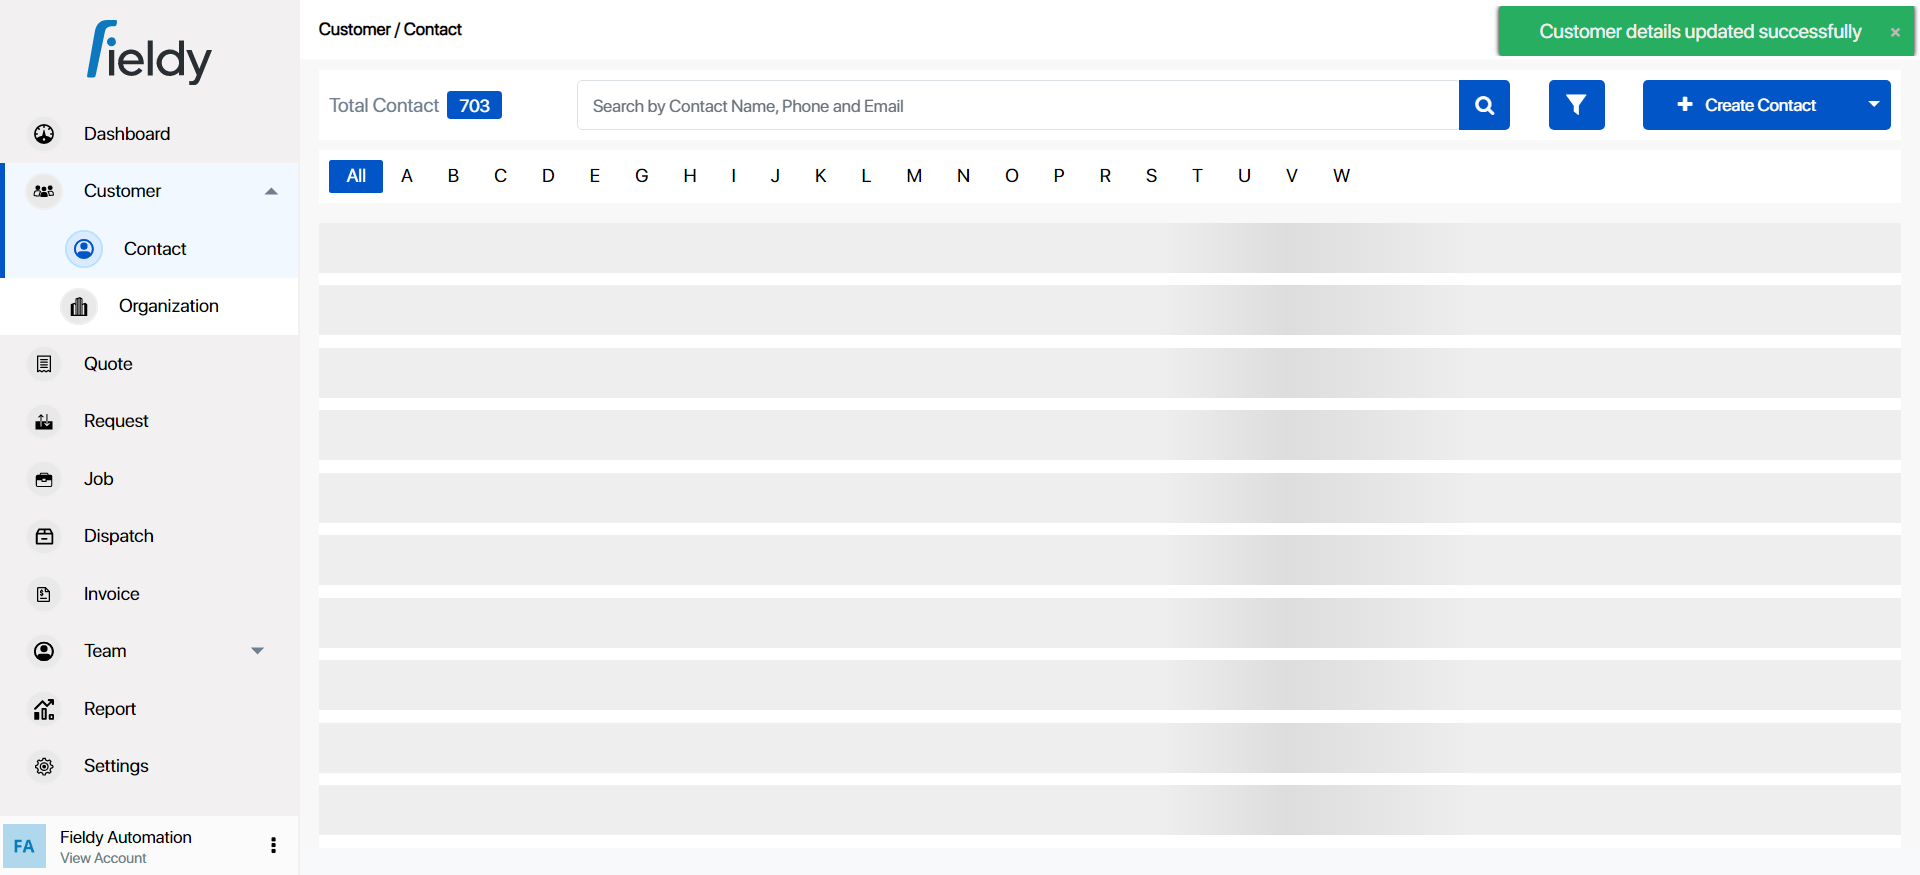 fieldy
Dashboard
Customer
Contact
Organization
Quote
Request
Job
Dispatch
Invoice
Team
Report
Settings
FA
Fieldy Automation
View Account
Customer / Contact
Customer details updated successfully ×
Total Contact 703
Search by Contact Name, Phone and Email
Create Contact
All A B C D E G H I J K L M N O P R S T U V W